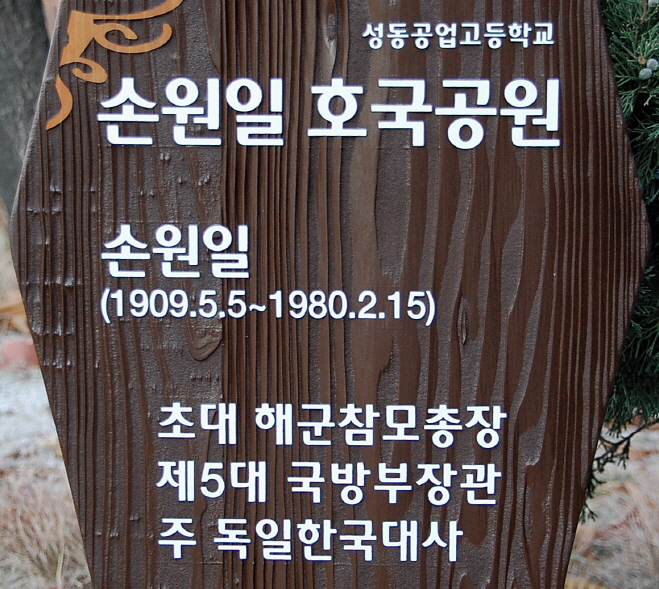 성동공업고등학교
손원일 호국공원
손원일
(1909.5.5~1980.2.15)
초대 해군참모총장
제5대 국방부장관
주 독일한국대사